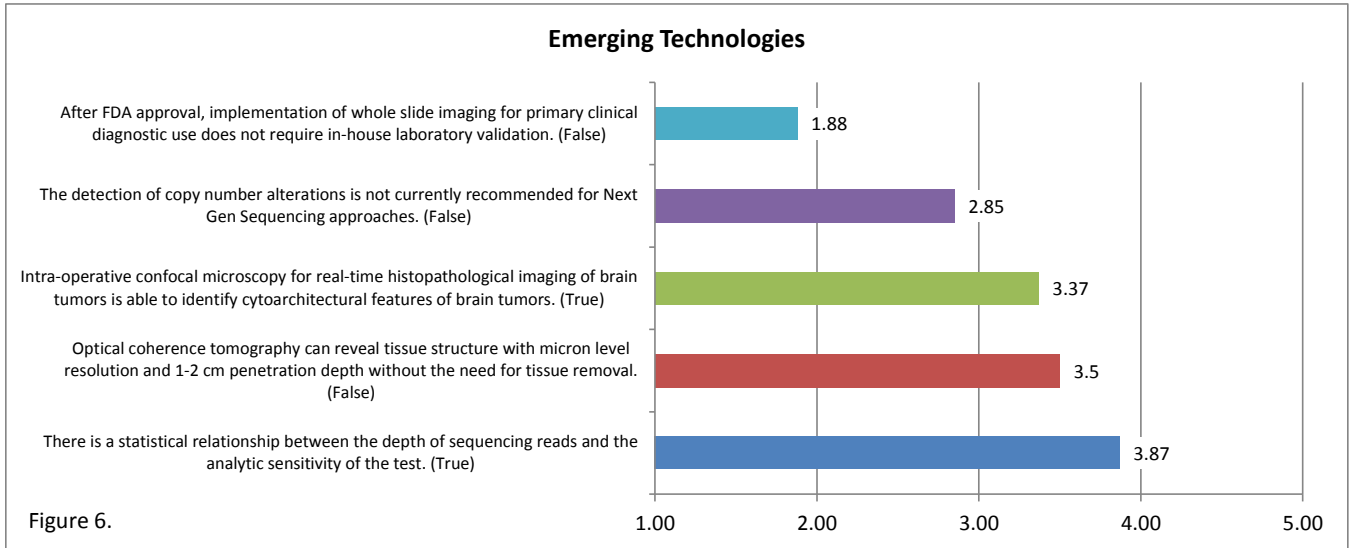 Emerging Technologies
After FDA approval, implementation of whole slide imaging for primary clinical
diagnostic use does not require in-house laboratory validation. (False)
1.88
The detection of copy number alterations is not currently recommended for Next
Gen Sequencing approaches. (False)
2.85
Intra-operative confocal microscopy for real-time histopathological imaging of brain
tumors is able to identify cytoarchitectural features of brain tumors. (True)
3.37
Optical coherence tomography can reveal tissue structure with micron level
resolution and 1-2 cm penetration depth without the need for tissue removal.
(False)
3.5
There is a statistical relationship between the depth of sequencing reads and the
analytic sensitivity of the test. (True)
3.87
Figure 6.
1.00 2.00 3.00 4.00 5.00